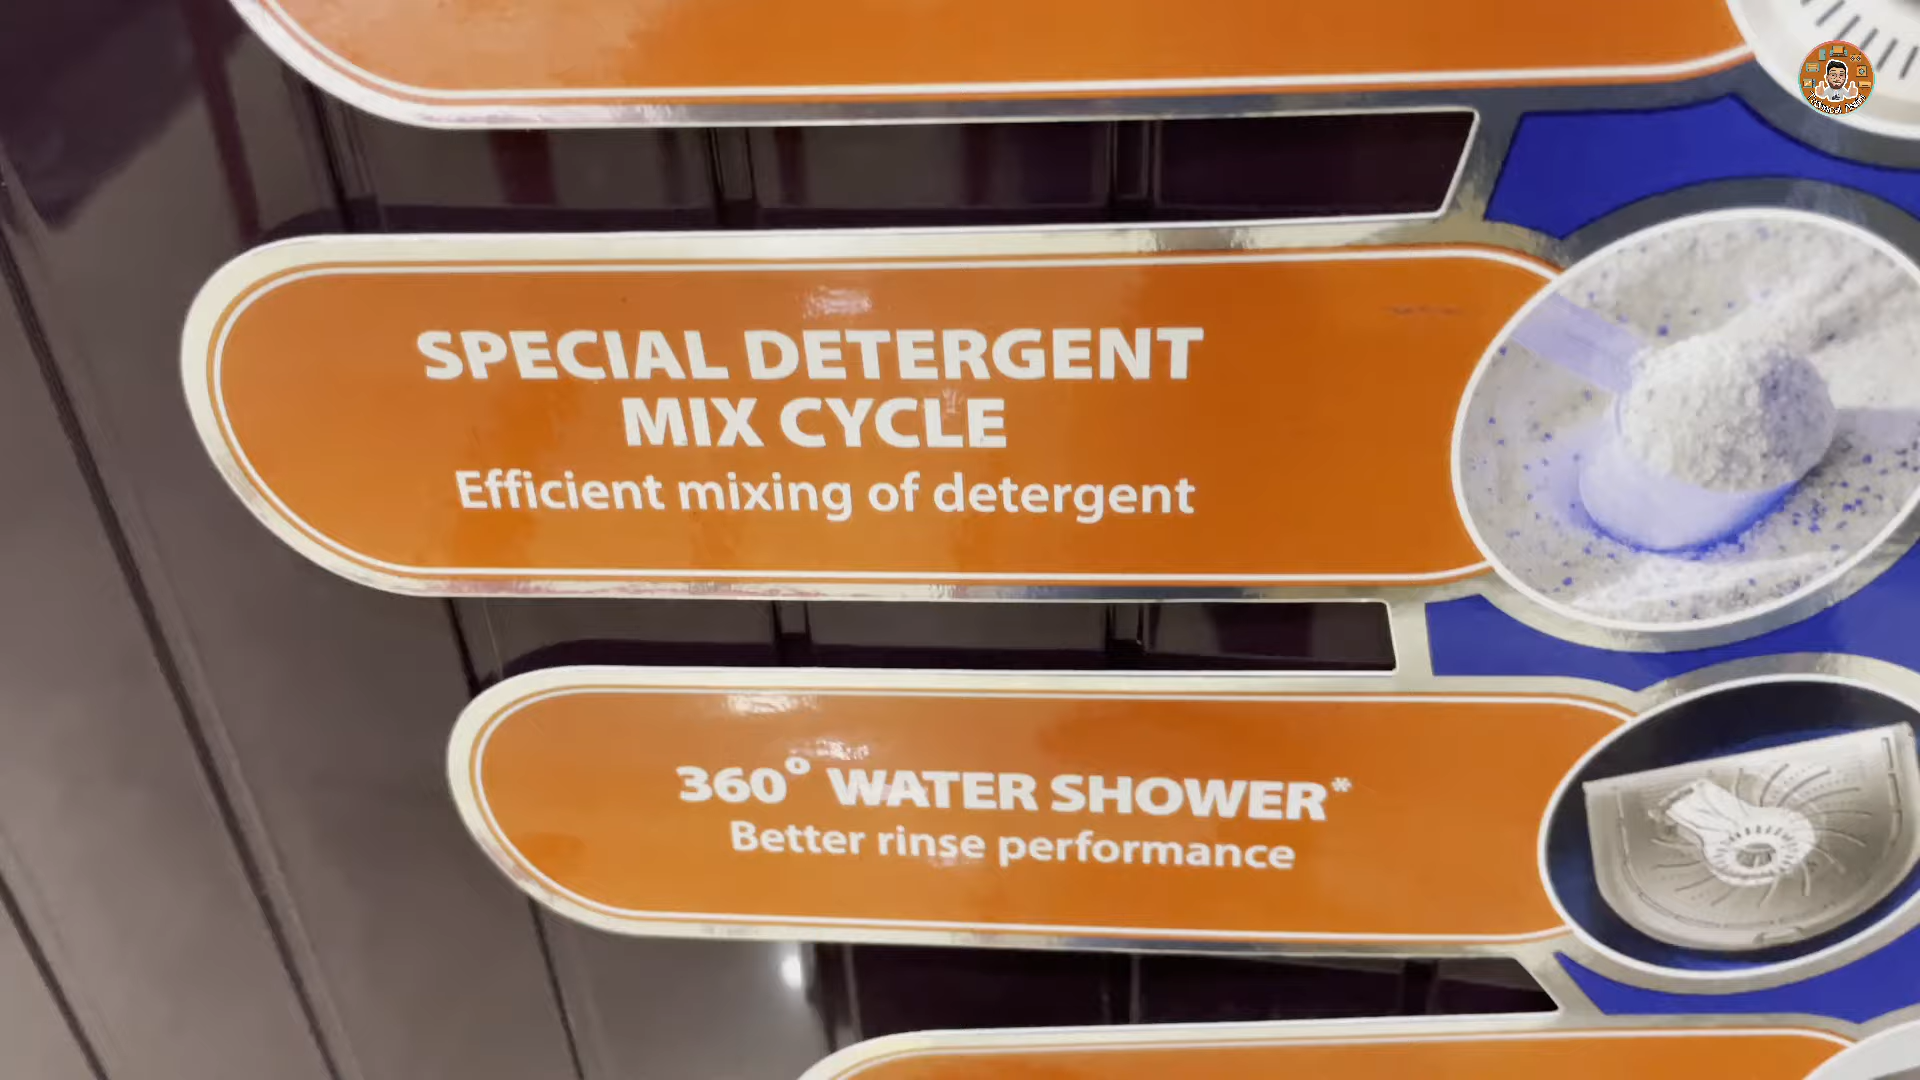 SPECIAL DETERGENT
MIX CYCLE
Efficient mixing of detergent
360° WATER SHOWER*
Better rinse performance